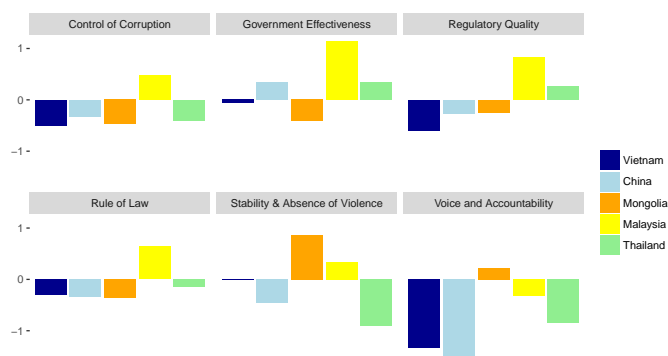 Control of Corruption
Government Effectiveness
Regulatory Quality
1
0
−1
Rule of Law
Stability & Absence of Violence
Voice and Accountability
1
0
−1
Vietnam
China
Mongolia
Malaysia
Thailand